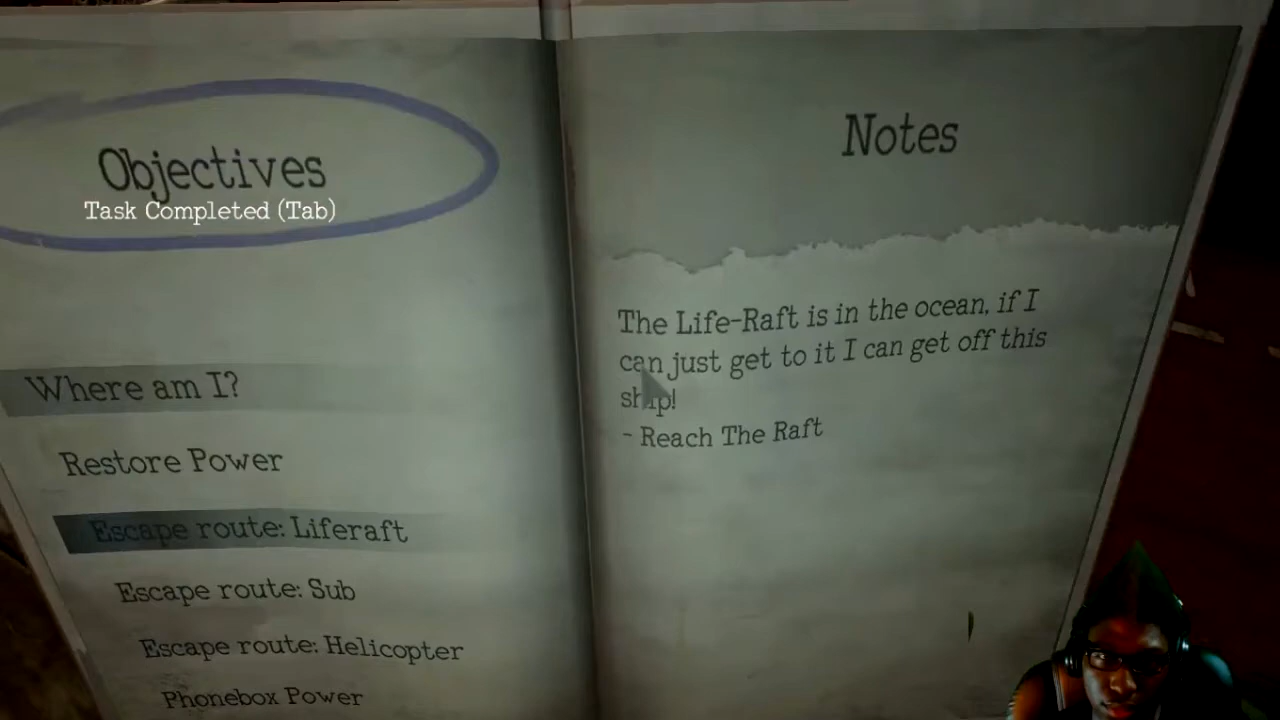 Objectives
Task Completed (Tab)
Where am I?
Restore Power
Escape route: Liferaft
Escape route: Sub
Escape route: Helicopter
Phonebox Power
Notes
The Life-Raft is in the ocean, if I
can just get to it I can get off this
ship!
- Reach The Raft